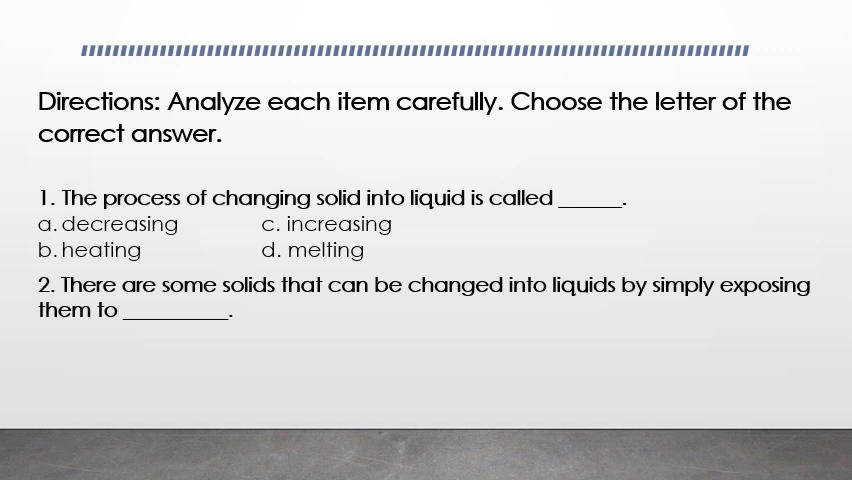 Directions: Analyze each item carefully. Choose the letter of the
correct answer.
1. The process of changing solid into liquid is called ______.
a. decreasing c. increasing
b. heating d. melting
2. There are some solids that can be changed into liquids by simply exposing
them to __________.